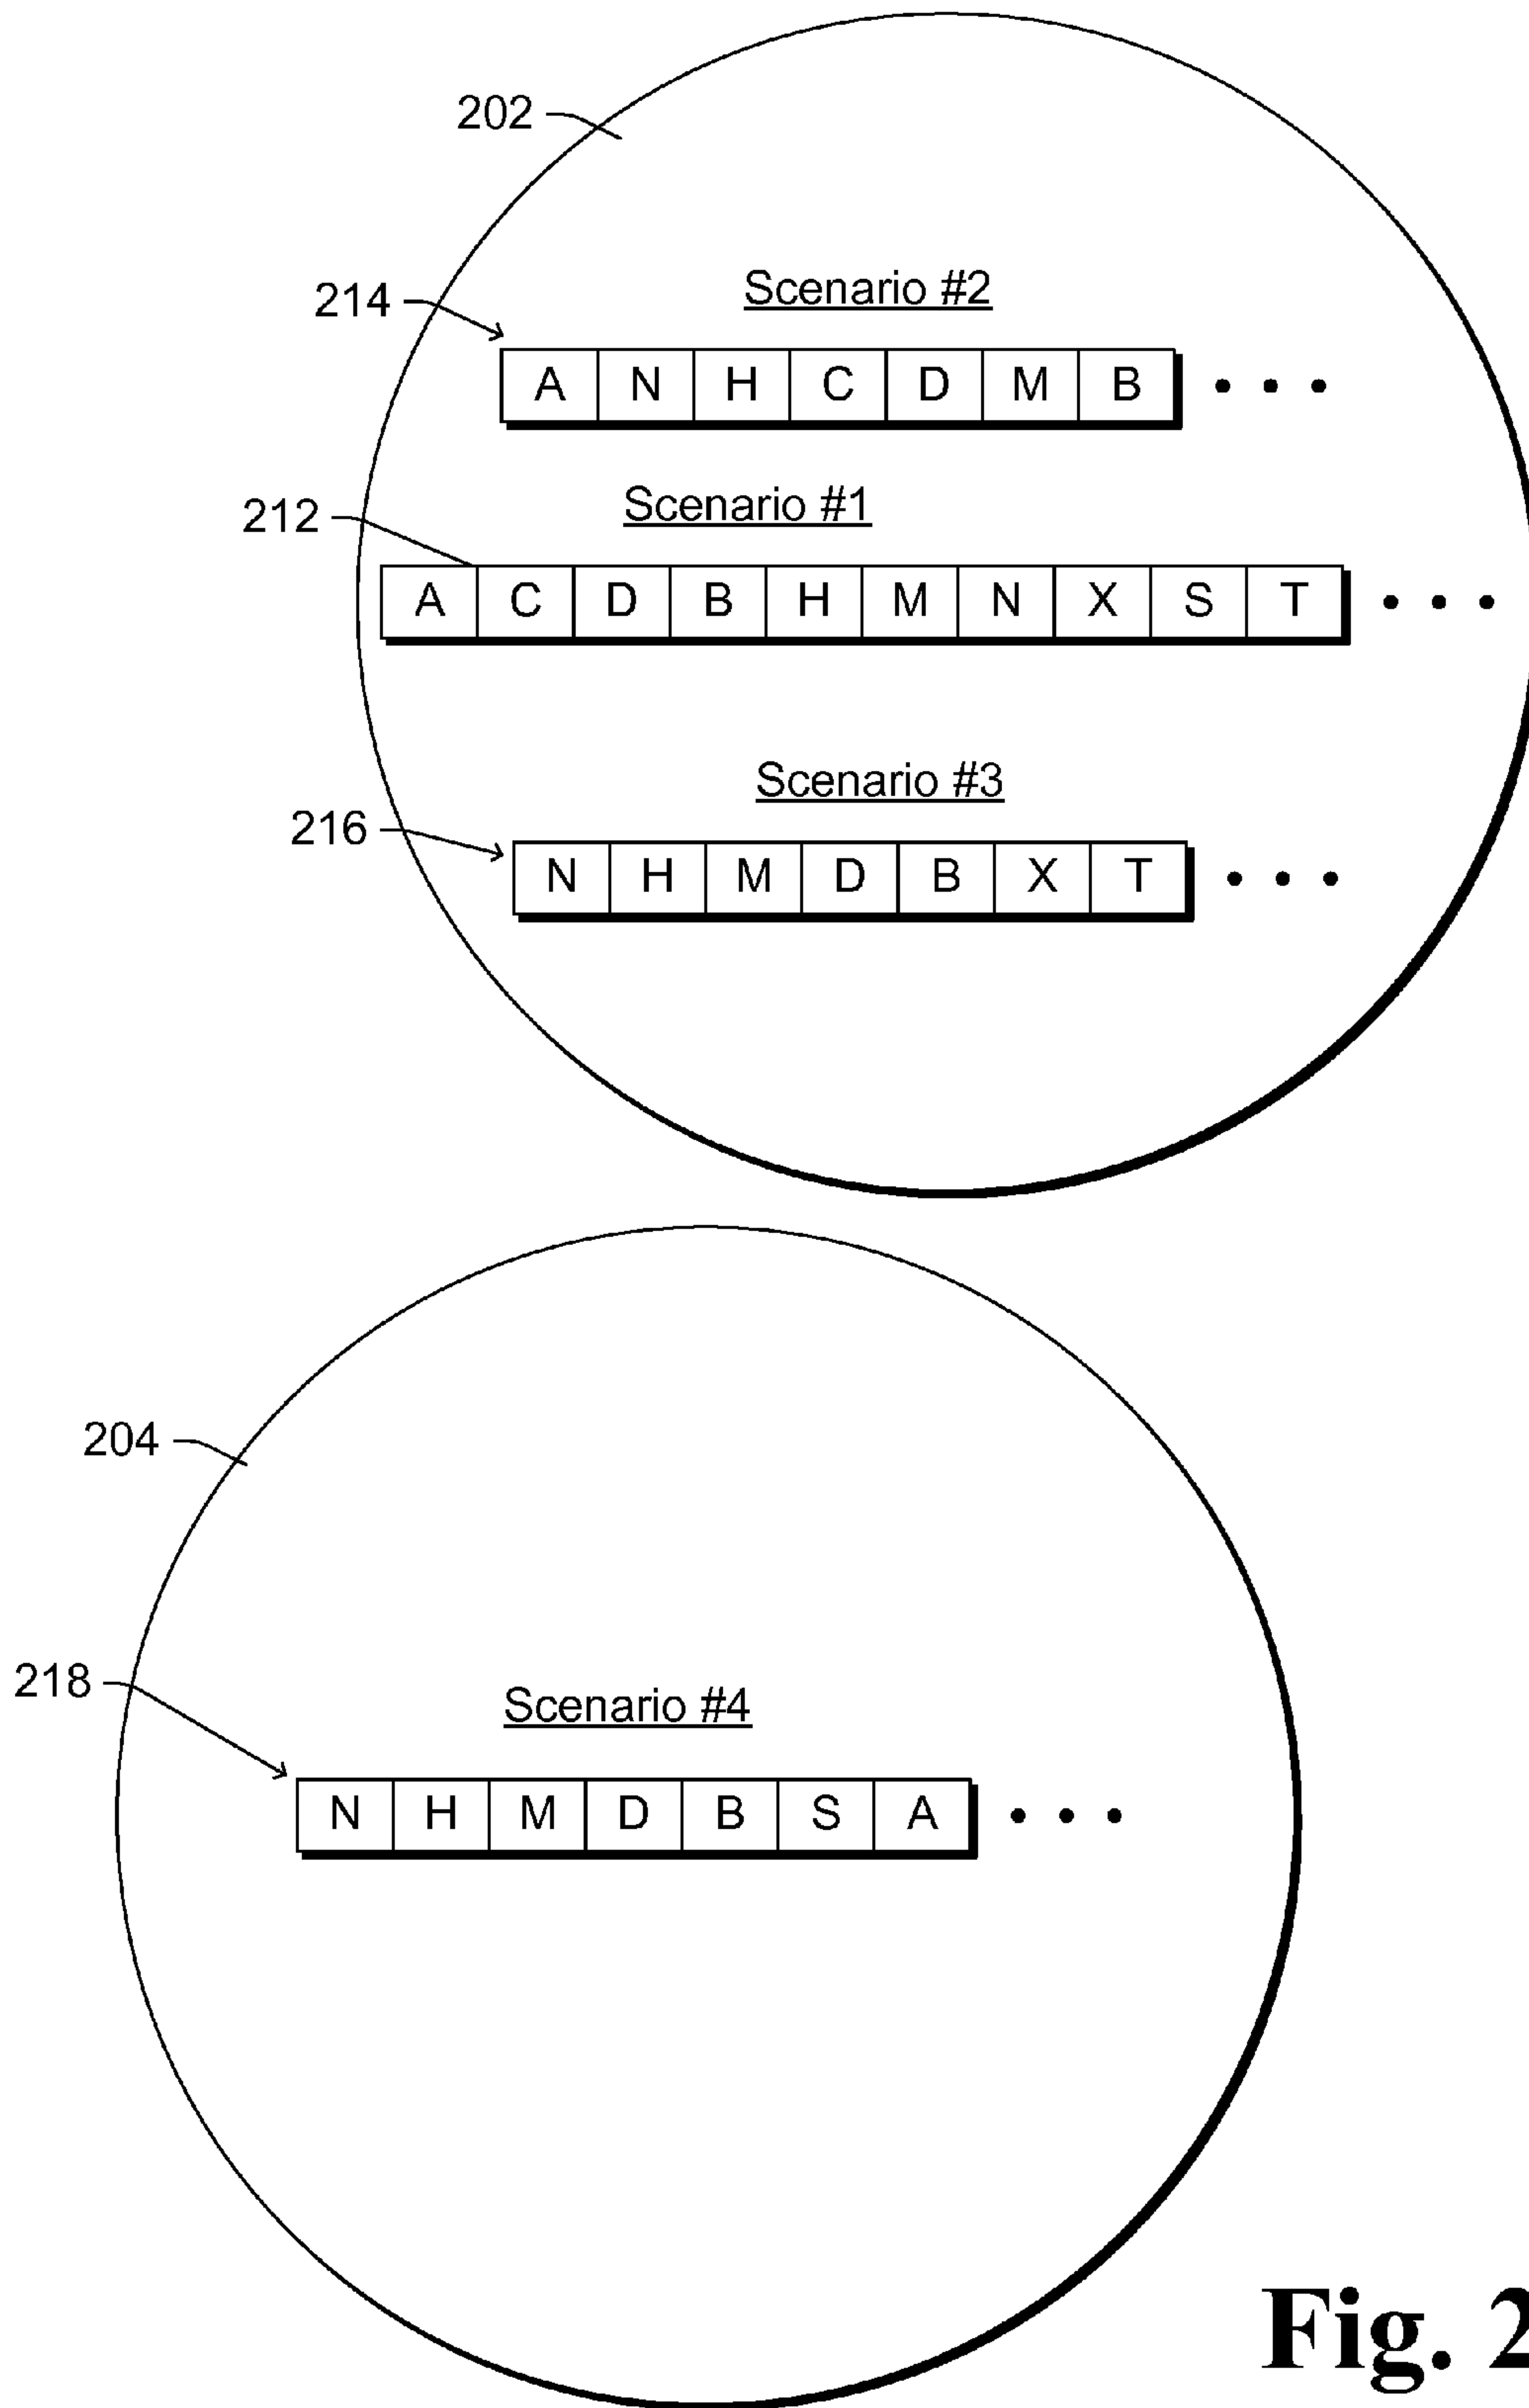 202
Scenario #2
214
A N H C D M B • • •
Scenario #1
212
A C D B H M N X S T • • •
Scenario #3
216
N H M D B X T • • •
204
218
Scenario #4
N H M D B S A • • •
Fig. 2